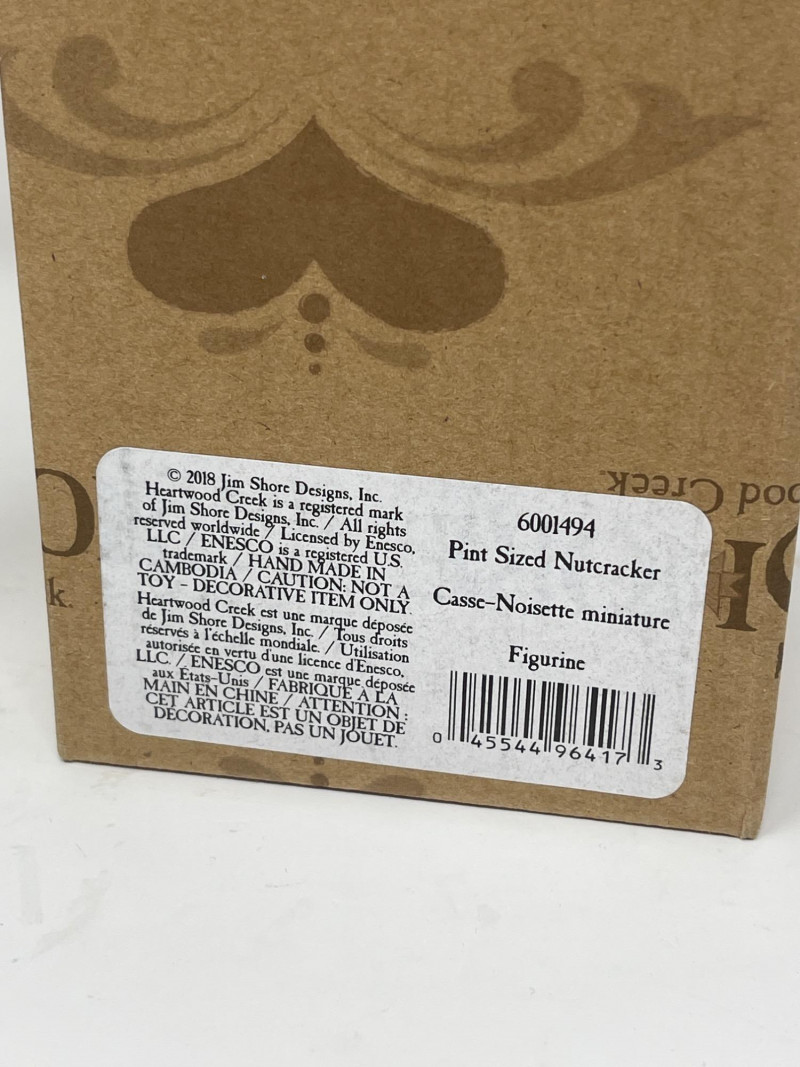 © 2018 Jim Shore Designs, Inc.
Heartwood Creek is a registered mark
of Jim Shore Designs, Inc. / All rights
reserved worldwide / Licensed by Enesco,
LLC / ENESCO is a registered U.S.
trademark / HAND MADE IN
CAMBODIA / CAUTION: NOT A
TOY - DECORATIVE ITEM ONLY.
Heartwood Creek est une marque déposée
de Jim Shore Designs, Inc. / Tous droits
réservés à l'échelle mondiale. / Utilisation
autorisée en vertu d'une licence d'Enesco,
LLC. / ENESCO est une marque déposée
aux États-Unis / FABRIQUÉ À LA
MAIN EN CHINE / ATTENTION :
CET ARTICLE EST UN OBJET DE
DÉCORATION, PAS UN JOUET.
6001494
Pint Sized Nutcracker
Casse-Noisette miniature
Figurine
0 45544 96417 3
ood Creek
k.